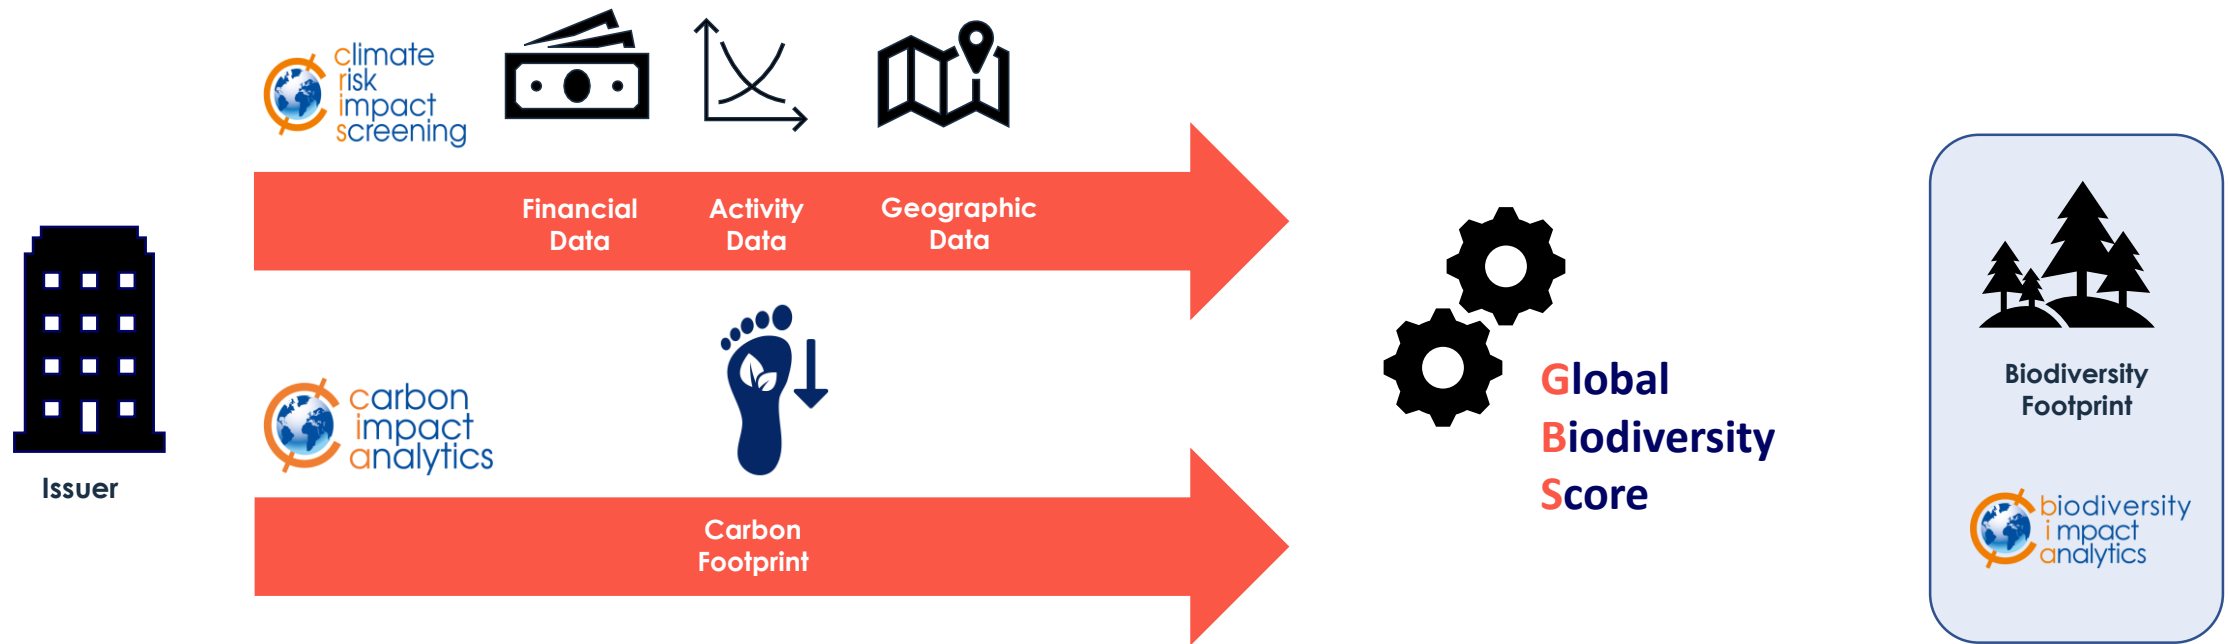 climate
risk
impact
screening
Financial
Data
Activity
Data
Geographic
Data
Issuer
carbon
impact
analytics
Carbon
Footprint
Global
Biodiversity
Score
Biodiversity
Footprint
biodiversity
impact
analytics